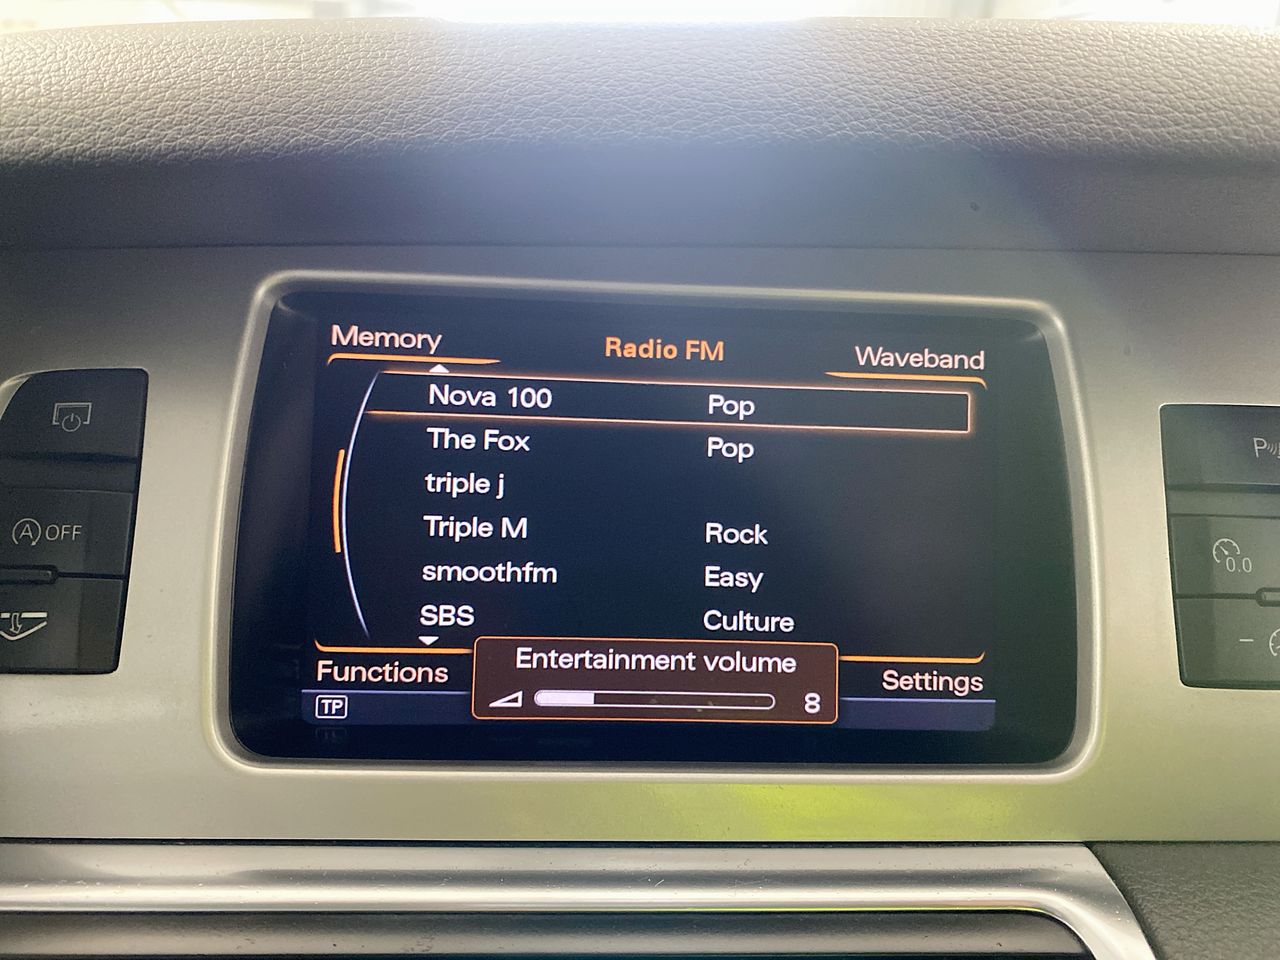 Memory Radio FM Waveband
Nova 100 Pop
The Fox Pop
triple j
Triple M Rock
smoothfm Easy
SBS Culture
Functions Entertainment volume Settings
TP 8
A OFF
P
0.0